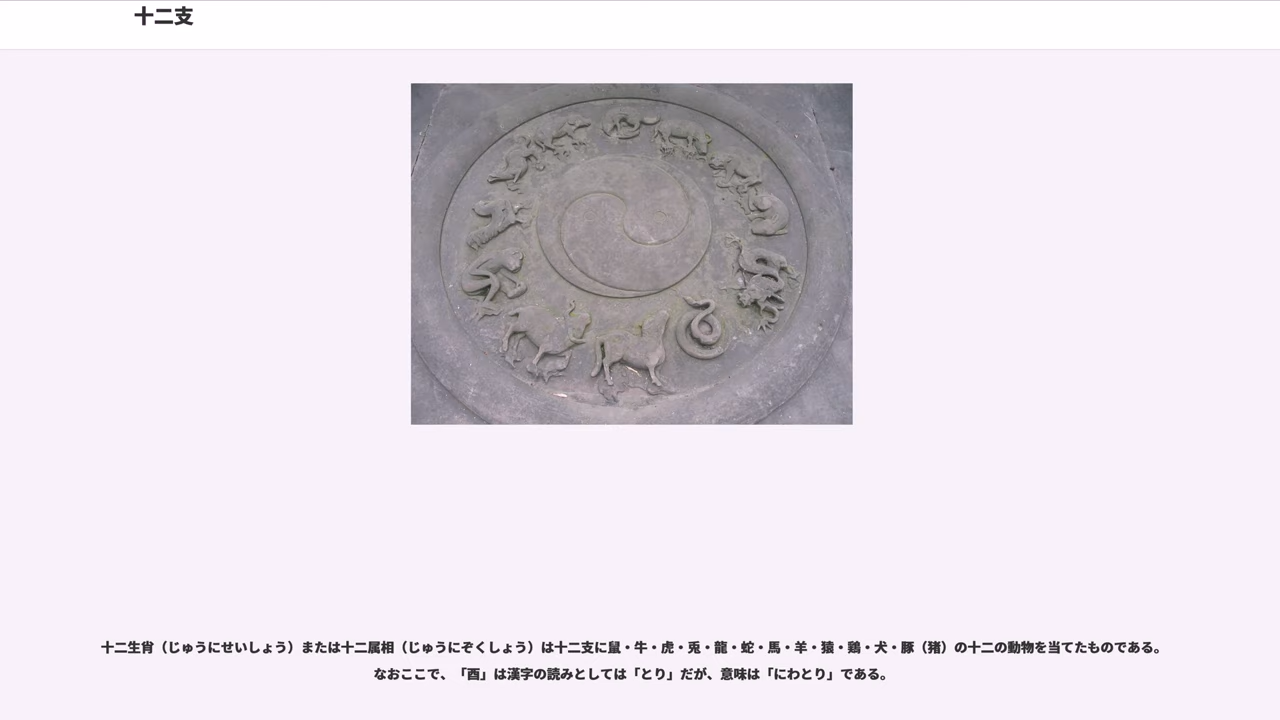 十二支
十二生肖（じゅうにせいしょう）または十二属相（じゅうにぞくしょう）は十二支に鼠・牛・虎・兎・龍・蛇・馬・羊・猿・鶏・犬・豚（猪）の十二の動物を当てたものである。
なおここで、「酉」は漢字の読みとしては「とり」だが、意味は「にわとり」である。